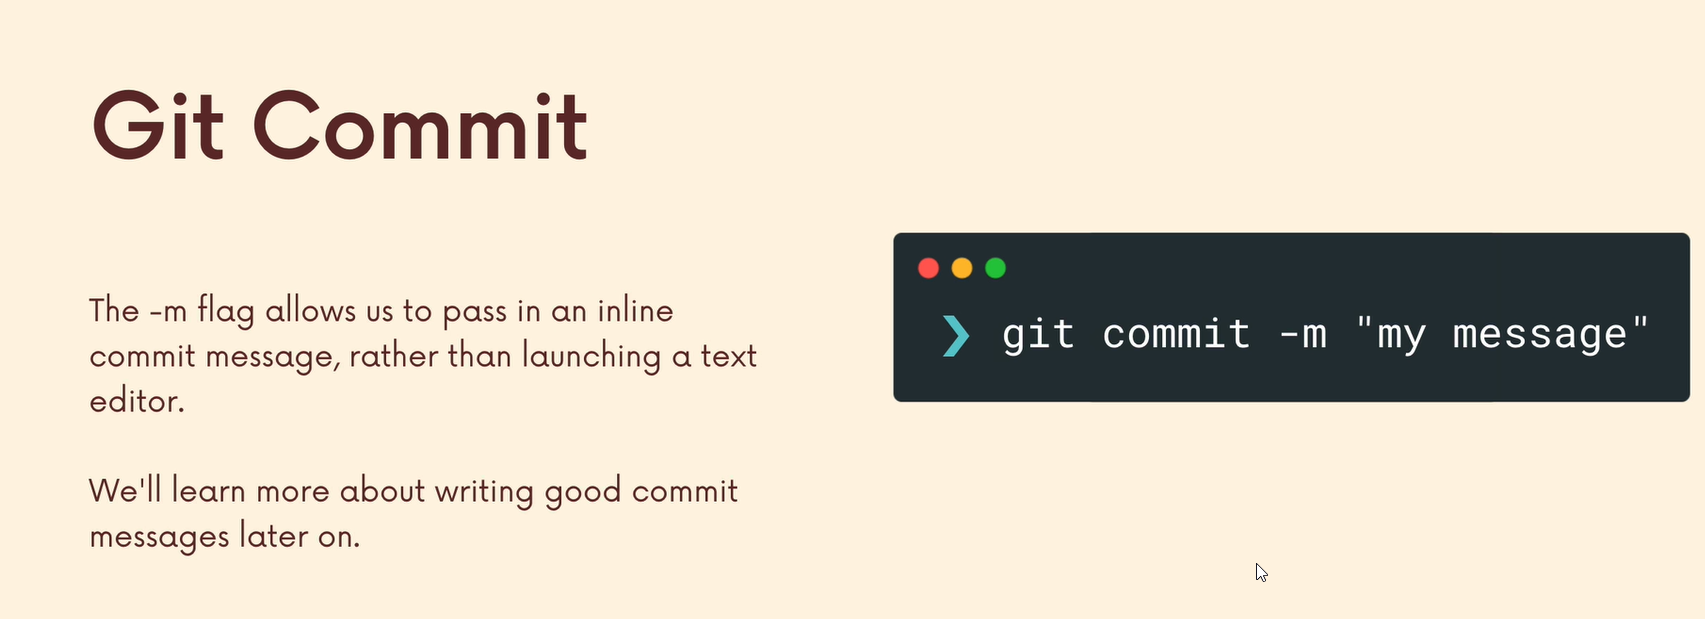 Git Commit
The -m flag allows us to pass in an inline
commit message, rather than launching a text
editor.
We'll learn more about writing good commit
messages later on.
❯ git commit -m "my message"